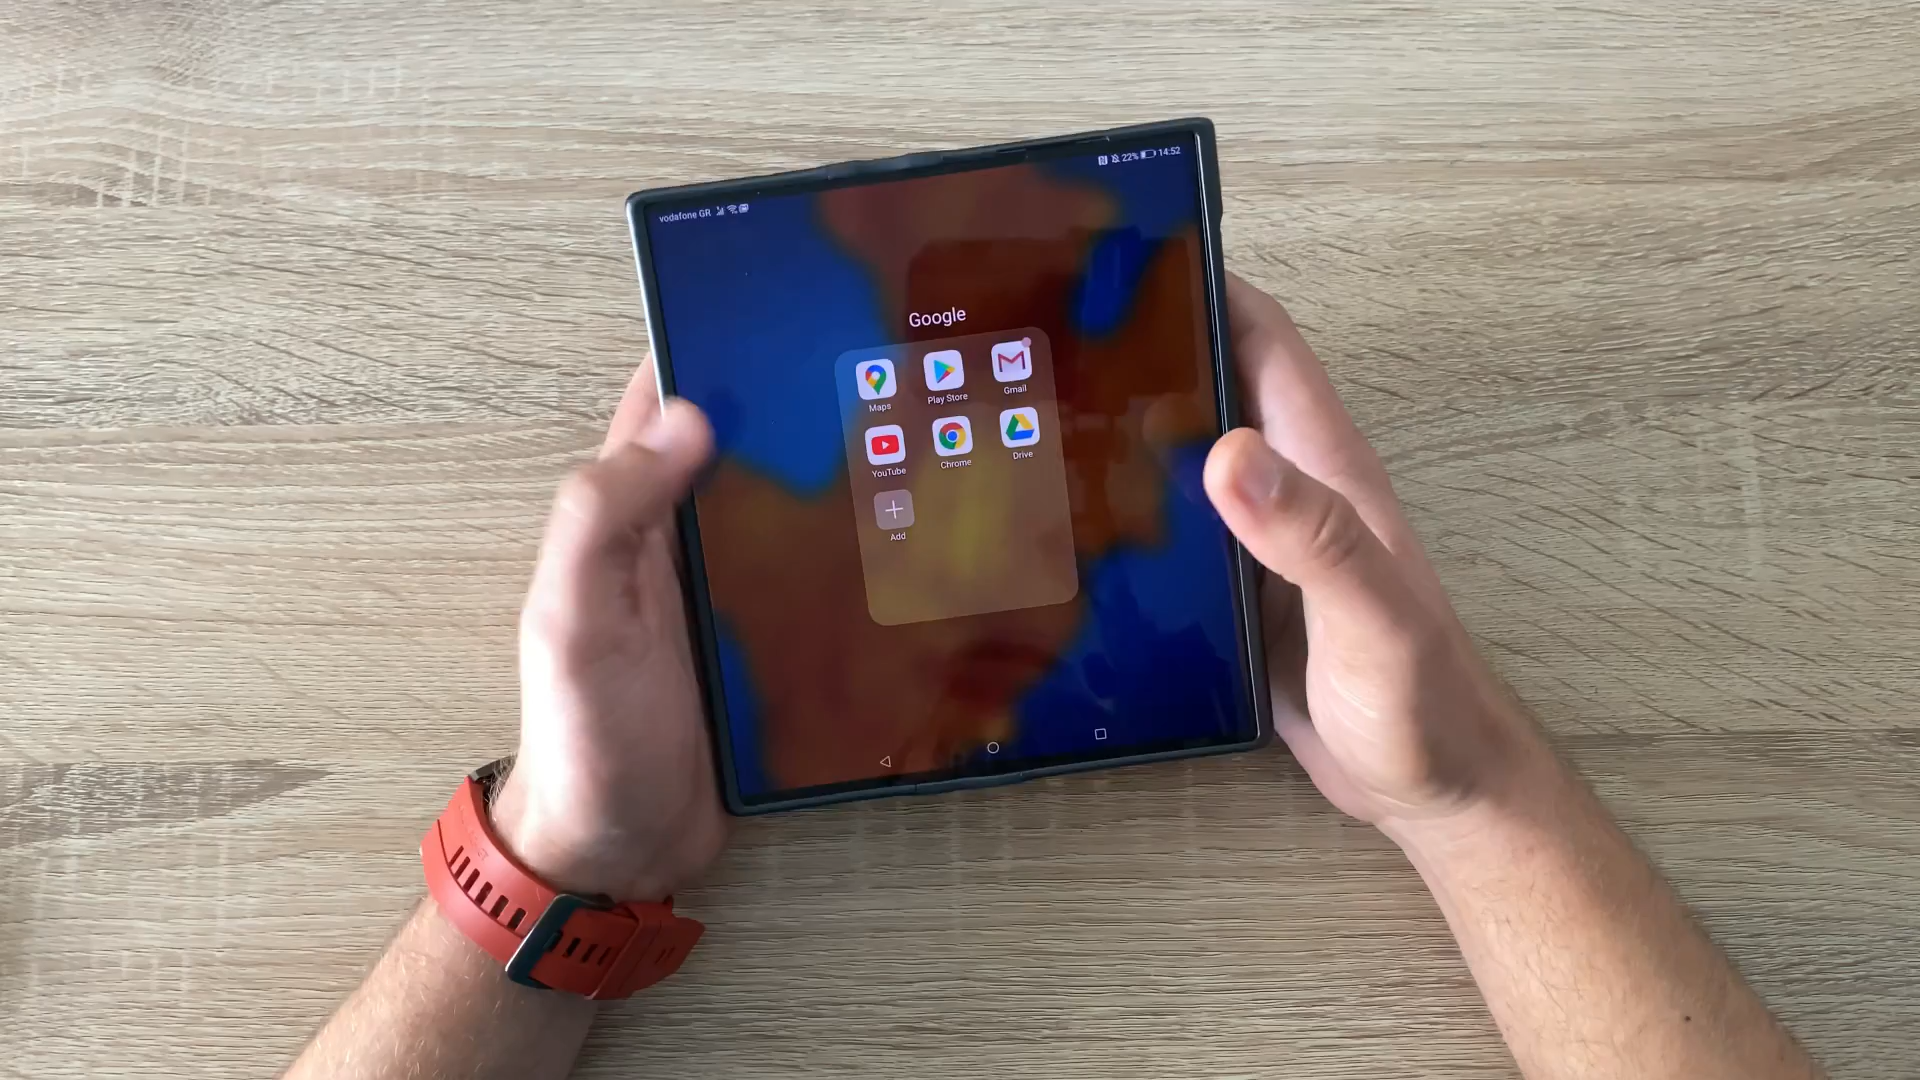 vodafone GR
22% 14:52
Google
Maps
Play Store
Gmail
YouTube
Chrome
Drive
Add